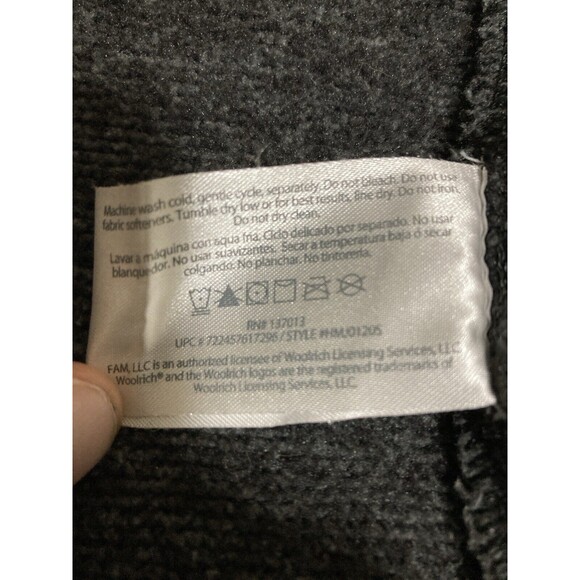 Machine wash cold, gentle cycle, separately. Do not bleach. Do not use
fabric softeners. Tumble dry low or for best results, line dry. Do not iron.
Do not dry clean.
Lavar a máquina con aqua fria. Ciclo delicado por separado. No usar
blanquedor. No usar suavizantes. Secar a temperatura baja ó secar
colgando. No planchar. No tintorería.
RN# 137013
UPC # 722457617296 / STYLE #HMJ01205
FAM, LLC is an authorized licensee of Woolrich Licensing Services, LLC
Woolrich® and the Woolrich logos are the registered trademarks of
Woolrich Licensing Services, LLC.